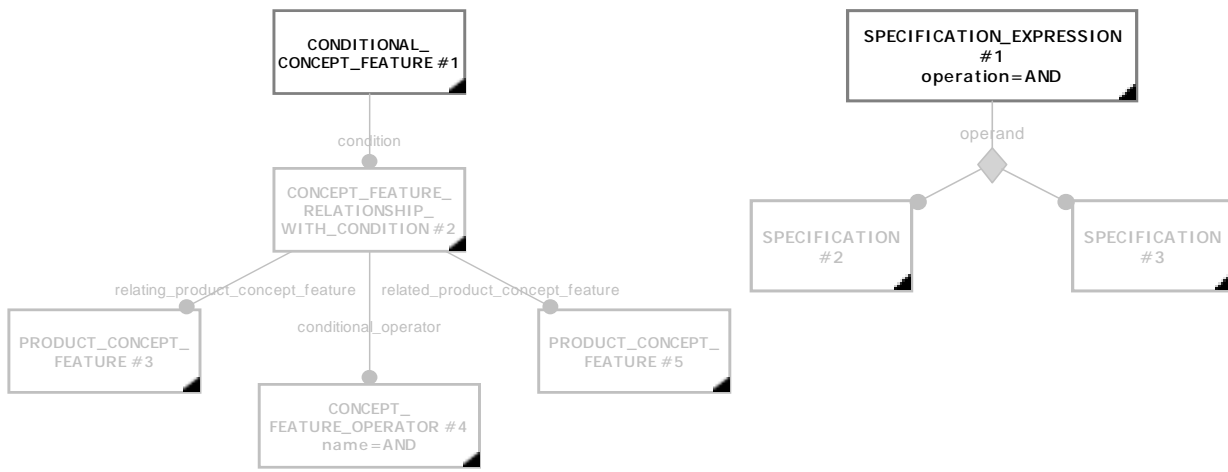 CONDITIONAL_
CONCEPT_FEATURE #1
condition
CONCEPT_FEATURE_
RELATIONSHIP_
WITH_CONDITION #2
relating_product_concept_feature
related_product_concept_feature
conditional_operator
PRODUCT_CONCEPT_
FEATURE #3
PRODUCT_CONCEPT_
FEATURE #5
CONCEPT_
FEATURE_OPERATOR #4
name=AND
SPECIFICATION_EXPRESSION
#1
operation=AND
operand
SPECIFICATION
#2
SPECIFICATION
#3